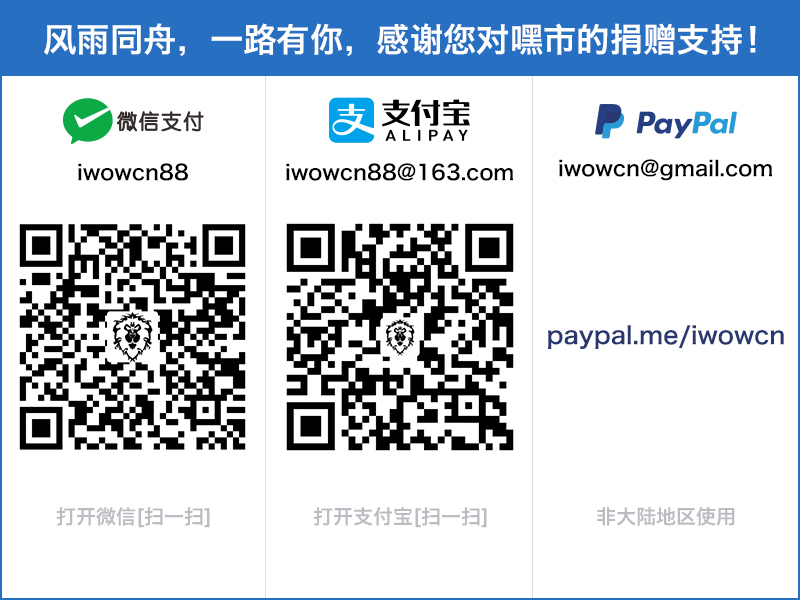 风雨同舟，一路有你，感谢您对嘿市的捐赠支持！
微信支付
iwowcn88
打开微信[扫一扫]
支付宝
ALIPAY
iwowcn88@163.com
打开支付宝[扫一扫]
PayPal
iwowcn@gmail.com
paypal.me/iwowcn
非大陆地区使用